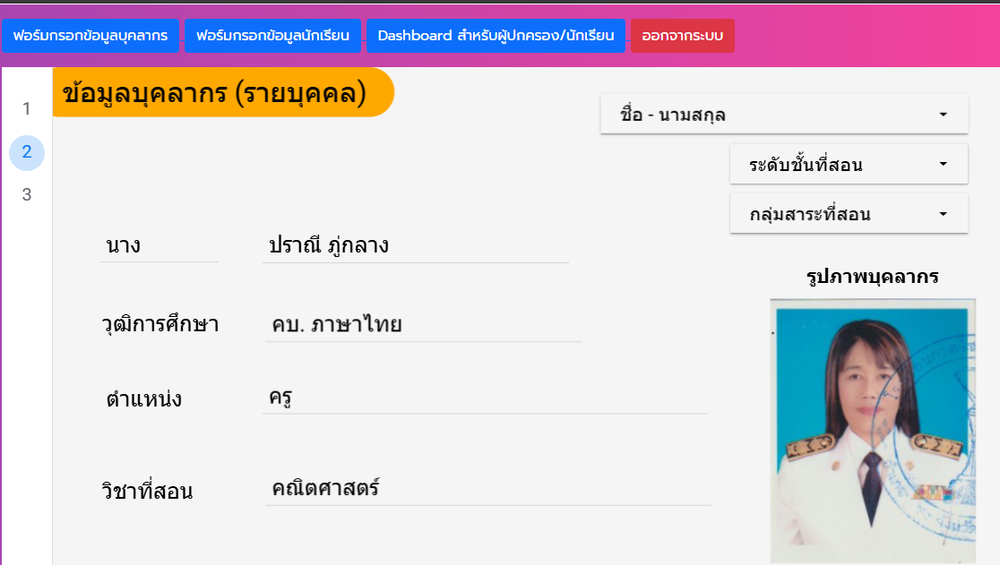 ฟอร์มกรอกข้อมูลบุคลากร ฟอร์มกรอกข้อมูลนักเรียน Dashboard สำหรับผู้ปกครอง/นักเรียน ออกจากระบบ
ข้อมูลบุคลากร (รายบุคคล)
1
2
3
ชื่อ - นามสกุล
ระดับชั้นที่สอน
กลุ่มสาระที่สอน
นาง ปราณี ภู่กลาง
รูปภาพบุคลากร
วุฒิการศึกษา คบ. ภาษาไทย
ตำแหน่ง ครู
วิชาที่สอน คณิตศาสตร์